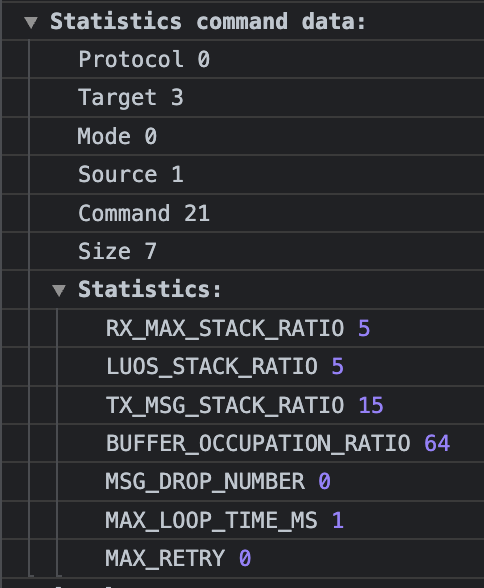 Statistics command data:
Protocol 0
Target 3
Mode 0
Source 1
Command 21
Size 7
Statistics:
RX_MAX_STACK_RATIO 5
LUOS_STACK_RATIO 5
TX_MSG_STACK_RATIO 15
BUFFER_OCCUPATION_RATIO 64
MSG_DROP_NUMBER 0
MAX_LOOP_TIME_MS 1
MAX_RETRY 0